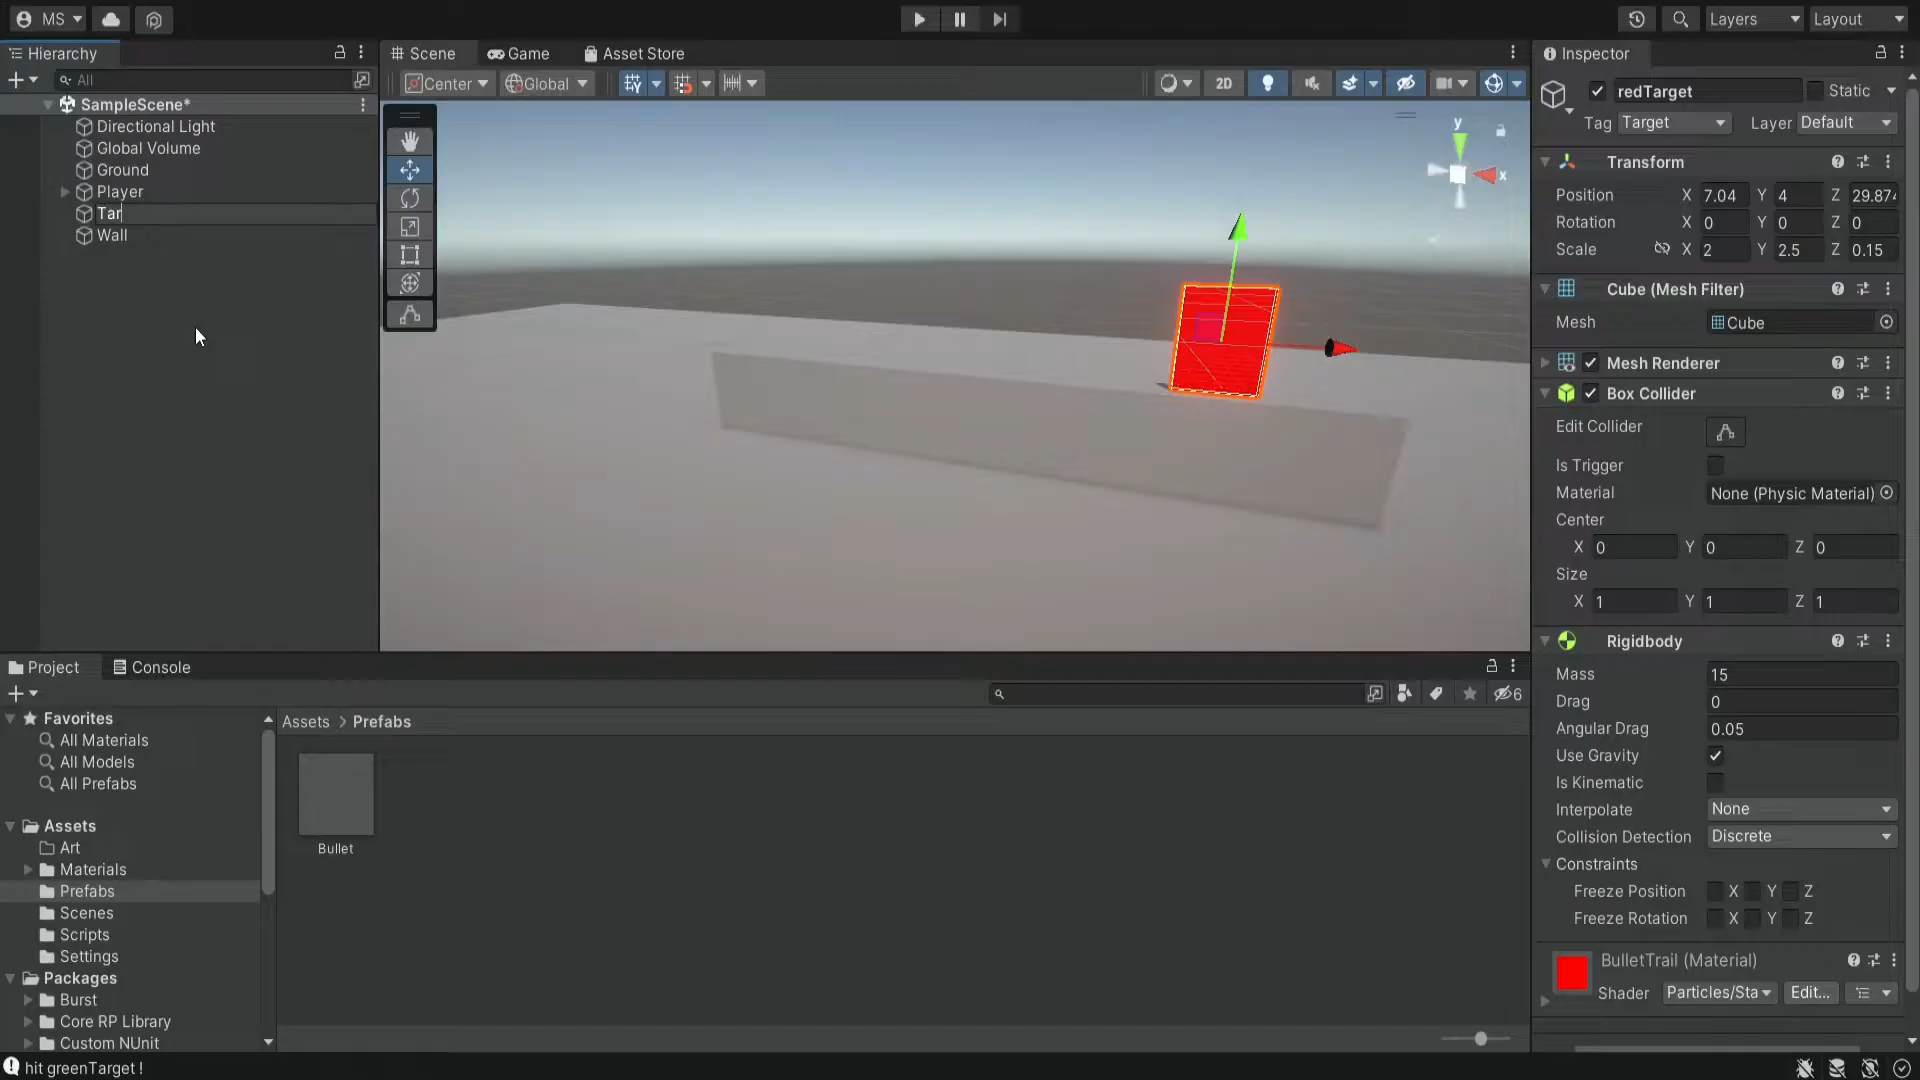 MS
Layers
Layout
Hierarchy
All
SampleScene*
Directional Light
Global Volume
Ground
Player
Tar
Wall
Scene
Game
Asset Store
Center
Global
2D
y
x
Project
Console
6
Favorites
All Materials
All Models
All Prefabs
Assets
Art
Materials
Prefabs
Scenes
Scripts
Settings
Packages
Burst
Core RP Library
Custom NUnit
Assets > Prefabs
Bullet
hit greenTarget !
Inspector
redTarget
Static
Tag Target Layer Default
Transform
Position X 7.04 Y 4 Z 29.874
Rotation X 0 Y 0 Z 0
Scale X 2 Y 2.5 Z 0.15
Cube (Mesh Filter)
Mesh Cube
Mesh Renderer
Box Collider
Edit Collider
Is Trigger
Material None (Physic Material)
Center
X 0 Y 0 Z 0
Size
X 1 Y 1 Z 1
Rigidbody
Mass 15
Drag 0
Angular Drag 0.05
Use Gravity
Is Kinematic
Interpolate None
Collision Detection Discrete
Constraints
Freeze Position X Y Z
Freeze Rotation X Y Z
BulletTrail (Material)
Shader Particles/Sta Edit...